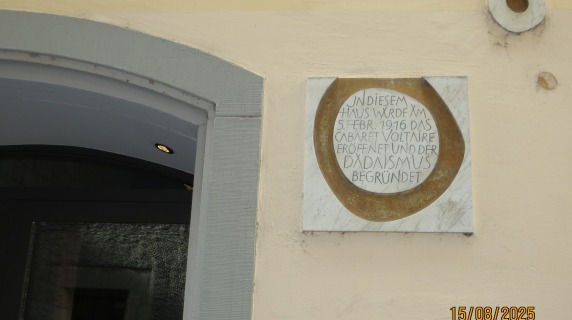 IN DIESEM
HAUS WURDE AM
5. FEBR. 1916 DAS
CABARET VOLTAIRE
ERÖFFNET UND DER
DADAISMUS
BEGRÜNDET
15/08/2025